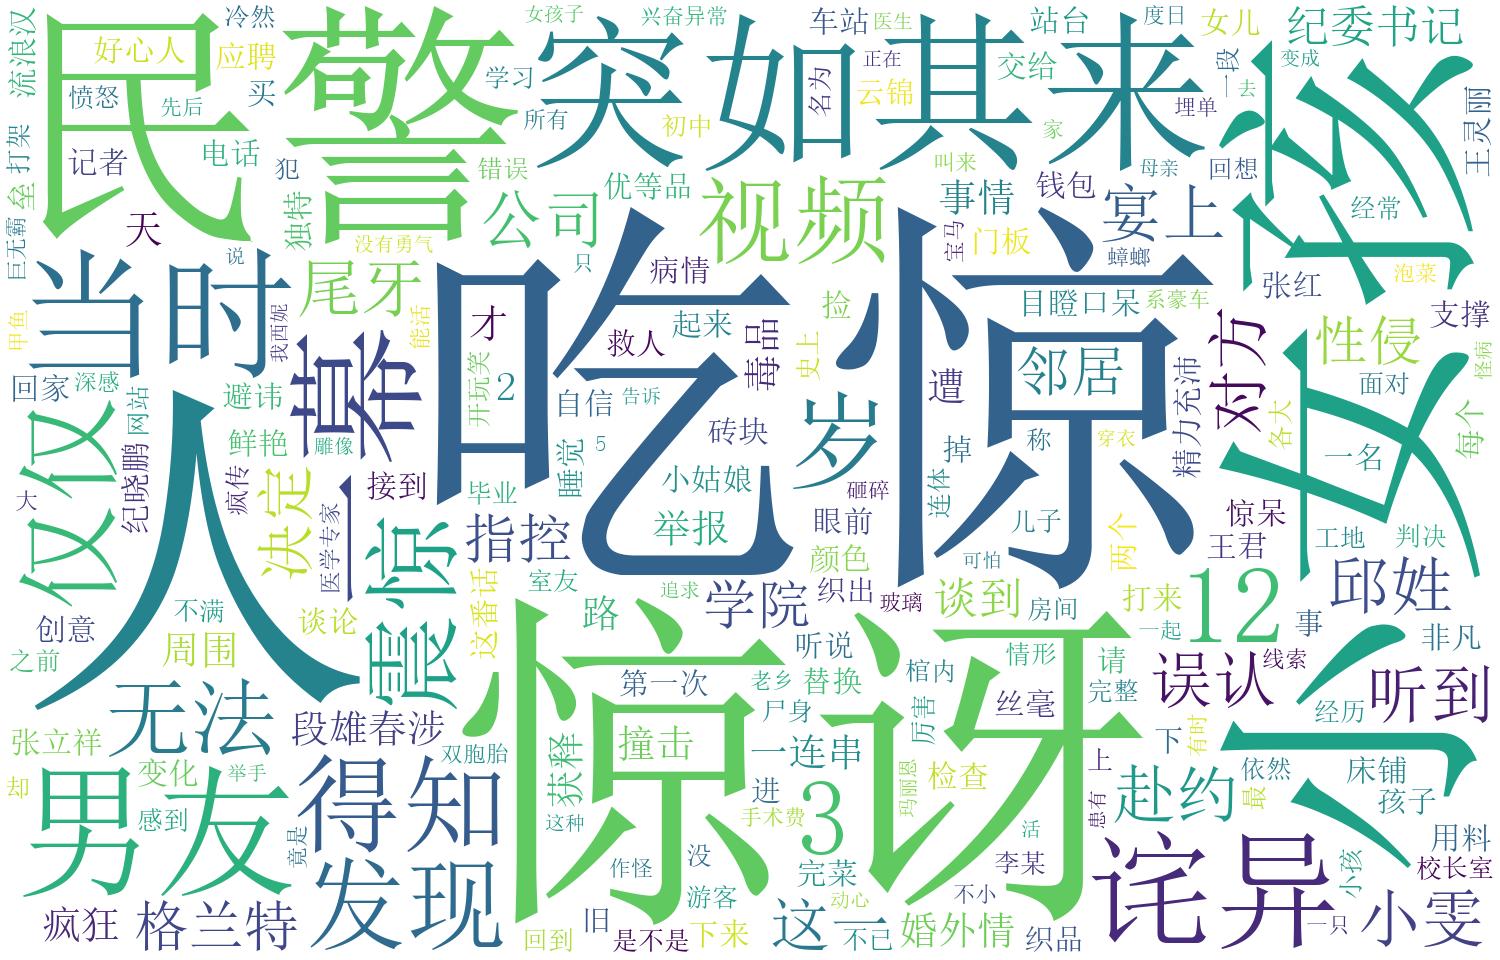 流浪汉
冷然
好心人
应聘
愤怒
买
先后
民警
女孩子
兴奋异常
突如其来
车站
医生
站台
度日
女儿
纪委书记
学习
所有
初中
名为
正在
云锦
交给
埋单
一段
去
变成
王灵丽
打架
记者
电话
犯
错误
优等品
叫来
家
母亲
回想
女孩
垒
巨无霸
天
独特
公司
视频
事情
钱包
宴上
经常
没有勇气
说
只
病情
宝马
门板
蟑螂
张红
泡菜
当时
尾牙
吃惊
甲鱼
我西妮
能活
才
救人
起来
毒品
捡
史上
目瞪口呆
系豪车
支撑
性侵
回家
深感
网站
避讳
幕
开玩笑
2
自信
告诉
岁
遭
邻居
精力充沛
对方
面对
怪病
仅仅
鲜艳
雕像
人
睡觉
5
砖块
掉
称
穿衣
各大
一名
每个
大
纪晓鹏
疯传
决定
接到
毕业
小姑娘
砸碎
连体
医学专家
震惊
指控
举报
眼前
儿子
两个
惊呆
王君
工地
判决
颜色
可怕
室友
追求
学院
织出
玻璃
谈到
房间
打来
一起
12
邱姓
创意
不满
谈论
这番话
路
事
非凡
之前
周围
惊讶
听说
棺内
情形
请
误认
线索
听到
无法
第一次
老乡
替换
丝毫
完整
经历
小
张立祥
段雄春涉
双胞胎
获释
撞击
尸身
一连串
厉害
下
有时
却
变化
举手
得知
玛丽恩
检查
进
上
赴约
依然
床铺
最
孩子
男友
感到
竟是
这种
手术费
3
活
患有
用料
作怪
没
完菜
李某
诧异
小孩
校长室
疯狂
格兰特
发现
游客
动心
不小
一只
小雯
回到
旧
是不是
下来
这一
不己
婚外情
织品